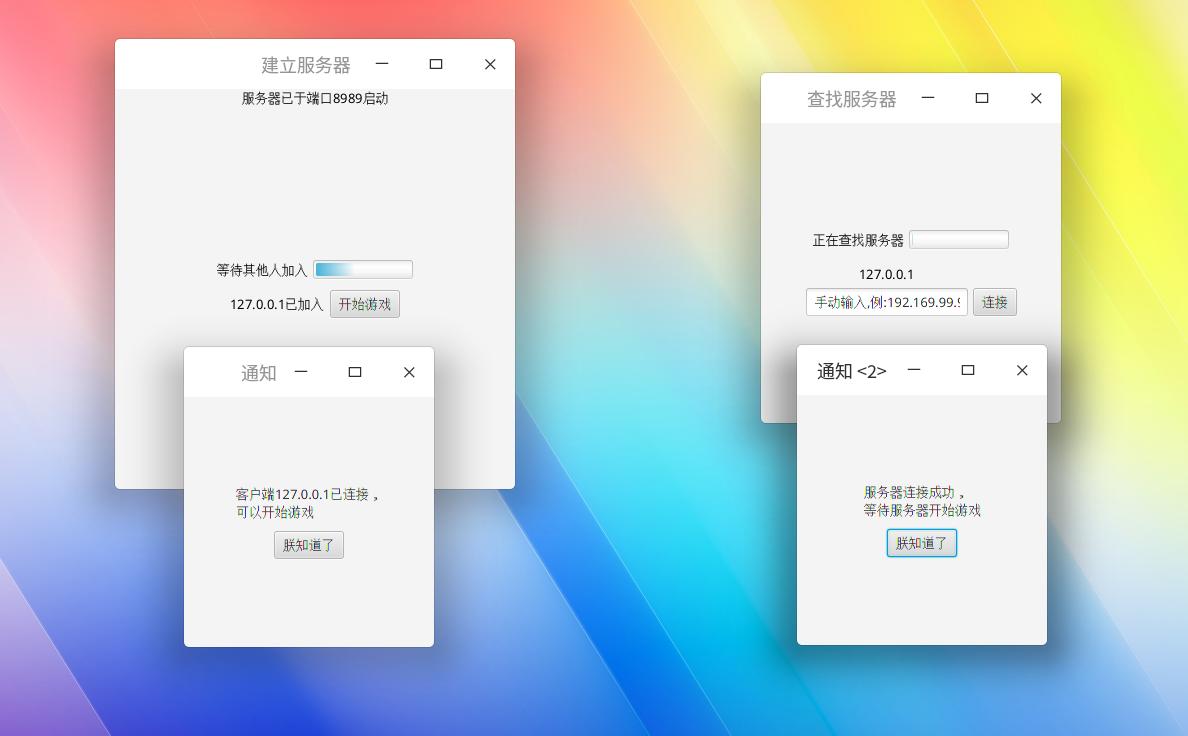 建立服务器
服务器已于端口8989启动
等待其他人加入
127.0.0.1已加入 开始游戏
通知
客户端127.0.0.1已连接，
可以开始游戏
朕知道了
查找服务器
正在查找服务器
127.0.0.1
手动输入,例:192.169.99.9 连接
通知 <2>
服务器连接成功，
等待服务器开始游戏
朕知道了